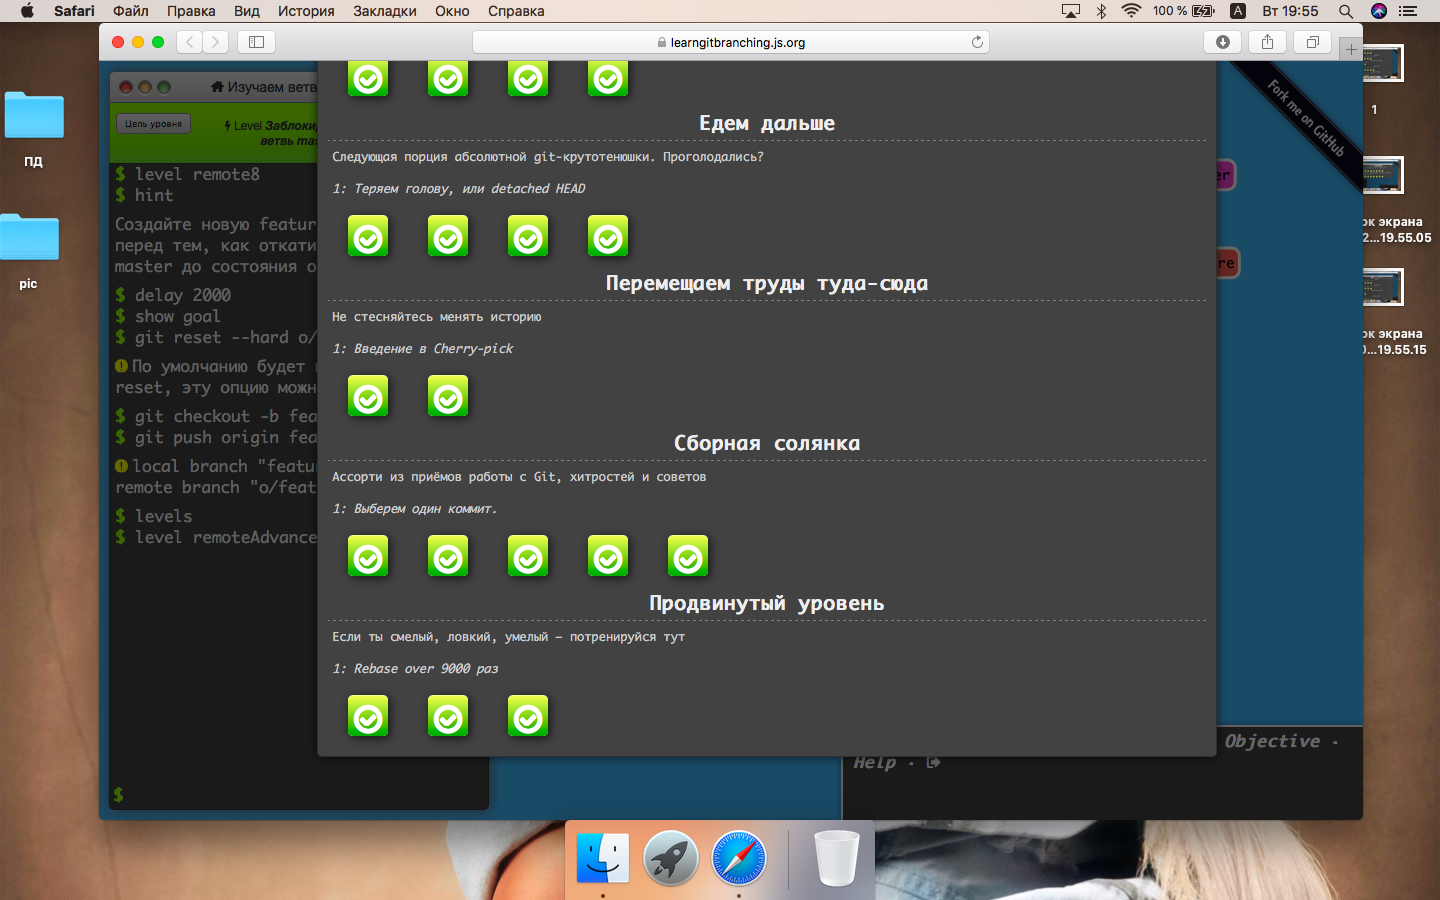 Safari Файл Правка Вид История Закладки Окно Справка 100 % A Вт 19:55
learngitbranching.js.org
Изучаем ветв
Цель уровня
Level Заблоки
ветвь mas
$ level remote8
$ hint
Создайте новую featur
перед тем, как откати
master до состояния o
$ delay 2000
$ show goal
$ git reset --hard o/
По умолчанию будет
reset, эту опцию можн
$ git checkout -b fea
$ git push origin fea
local branch "featu
remote branch "o/feat
$ levels
$ level remoteAdvance
$
Едем дальше
Следующая порция абсолютной git-крутотенюшки. Проголодались?
1: Теряем голову, или detached HEAD
Перемещаем труды туда-сюда
Не стесняйтесь менять историю
1: Введение в Cherry-pick
Сборная солянка
Ассорти из приёмов работы с Git, хитростей и советов
1: Выберем один коммит.
Продвинутый уровень
Если ты смелый, ловкий, умелый — потренируйся тут
1: Rebase over 9000 раз
Fork me on GitHub
er
re
Objective ·
Help ·
ПД
pic
1
ок экрана
2...19.55.05
ок экрана
0...19.55.15